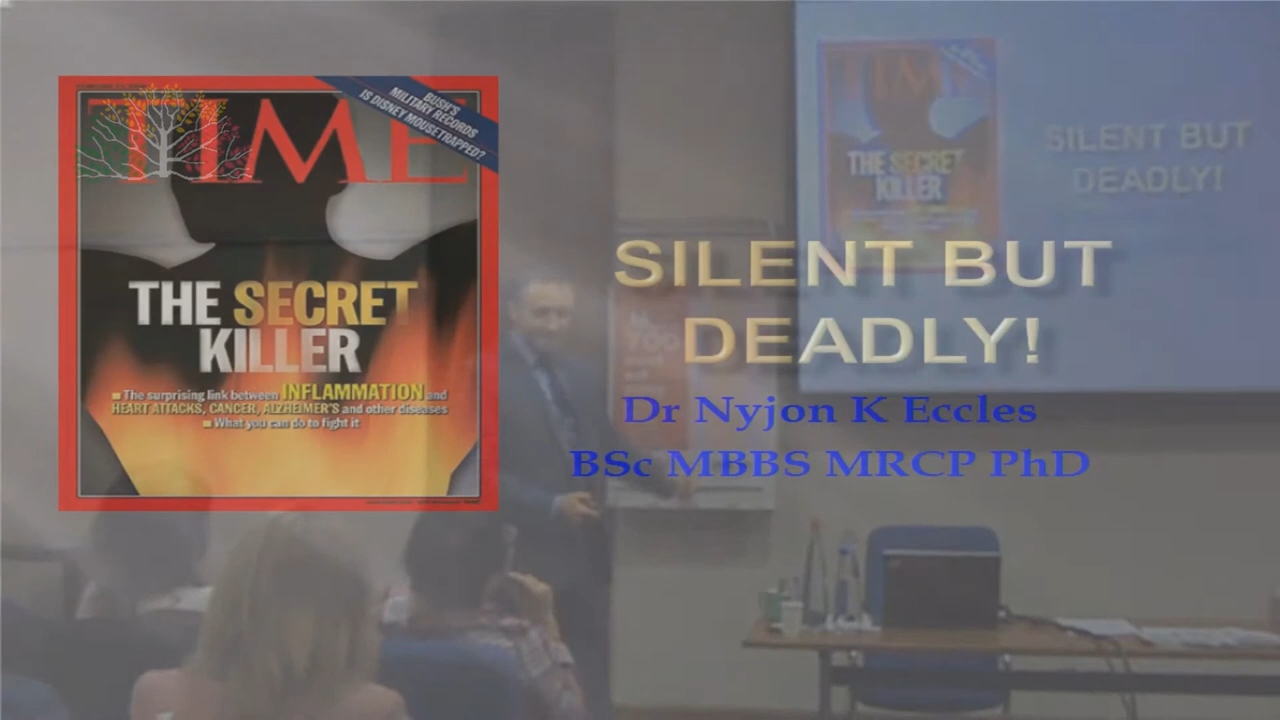 TIME
BUSH'S
MILITARY RECORDS
IS DISNEY MOUSETRAPPED?
THE SECRET
KILLER
The surprising link between INFLAMMATION and
HEART ATTACKS, CANCER, ALZHEIMER'S and other diseases
What you can do to fight it
SILENT BUT
DEADLY!
Dr Nyjon K Eccles
BSc MBBS MRCP PhD
TIM
THE SECRET
KILLER
SILENT BUT
DEADLY!